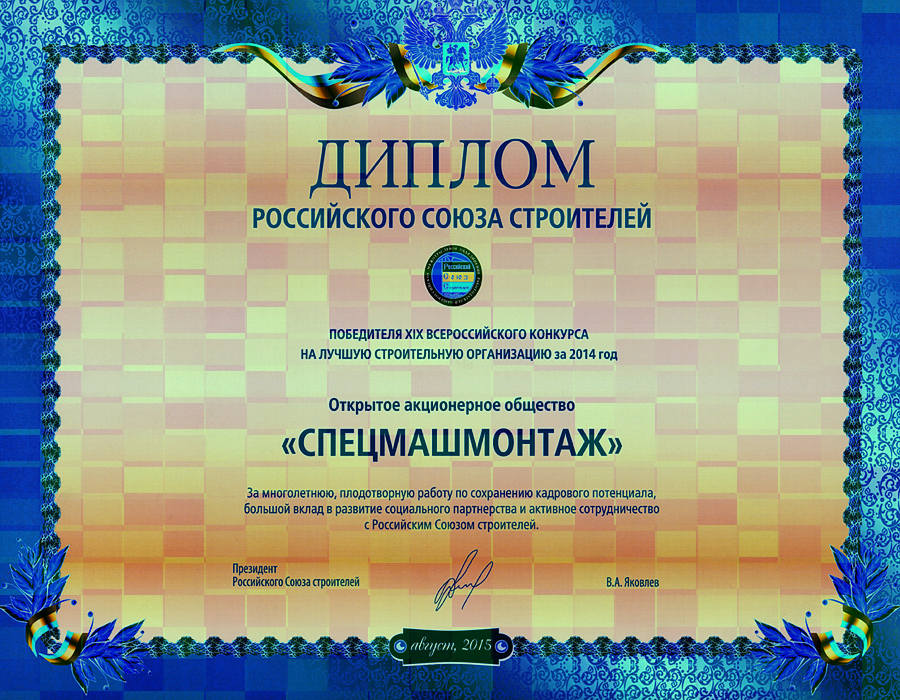 ДИПЛОМ
РОССИЙСКОГО СОЮЗА СТРОИТЕЛЕЙ
Российский
Союз
Строителей
ПОБЕДИТЕЛЯ XIX ВСЕРОССИЙСКОГО КОНКУРСА
НА ЛУЧШУЮ СТРОИТЕЛЬНУЮ ОРГАНИЗАЦИЮ за 2014 год
Открытое акционерное общество
«СПЕЦМАШМОНТАЖ»
За многолетнюю, плодотворную работу по сохранению кадрового потенциала,
большой вклад в развитие социального партнерства и активное сотрудничество
с Российским Союзом строителей.
Президент
Российского Союза строителей
В.А. Яковлев
август, 2015